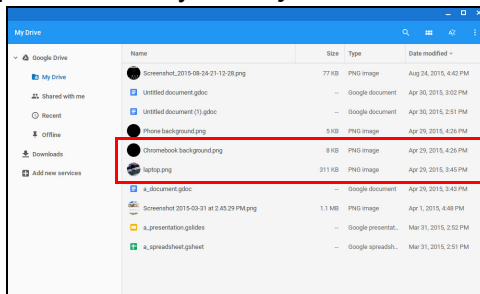 My Drive
Google Drive
My Drive
Shared with me
Recent
Offline
Downloads
Add new services
Name Size Type Date modified
Screenshot_2015-08-24-21-12-28.png 77 KB PNG image Aug 24, 2015, 4:42 PM
Untitled document.gdoc -- Google document Apr 30, 2015, 3:02 PM
Untitled document (1).gdoc -- Google document Apr 30, 2015, 2:51 PM
Phone background.png 5 KB PNG image Apr 29, 2015, 4:26 PM
Chromebook background.png 8 KB PNG image Apr 29, 2015, 4:26 PM
laptop.png 311 KB PNG image Apr 29, 2015, 3:45 PM
a_document.gdoc -- Google document Apr 29, 2015, 3:43 PM
Screenshot 2015-03-31 at 2.45.29 PM.png 1.1 MB PNG image Apr 1, 2015, 4:48 PM
a_presentation.gslides -- Google presentat... Mar 31, 2015, 2:52 PM
a_spreadsheet.gsheet -- Google spreadsh... Mar 31, 2015, 2:51 PM